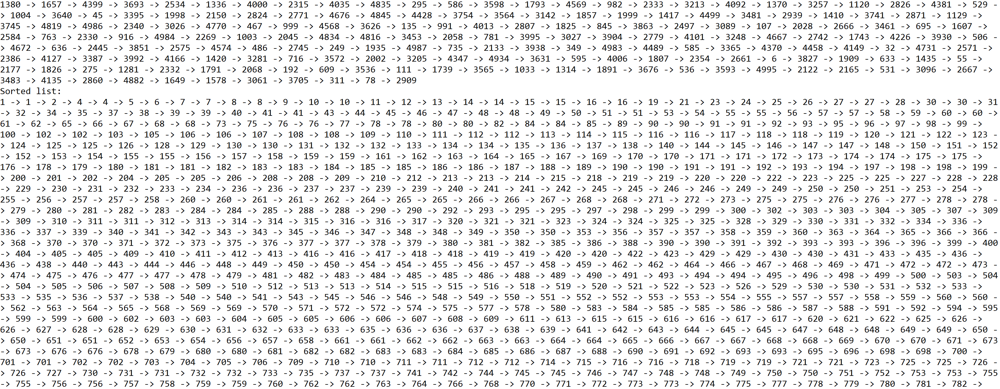 1380 -> 1657 -> 4399 -> 3693 -> 2534 -> 1336 -> 4000 -> 2315 -> 4035 -> 4835 -> 295 -> 586 -> 3598 -> 1793 -> 4569 -> 982 -> 2333 -> 3213 -> 4092 -> 1370 -> 3257 -> 1120 -> 2826 -> 4381 -> 529 -
> 1004 -> 3640 -> 45 -> 3395 -> 1998 -> 2150 -> 2824 -> 2771 -> 4676 -> 4845 -> 4428 -> 3754 -> 3564 -> 3142 -> 1857 -> 1999 -> 1417 -> 4499 -> 3481 -> 2939 -> 1410 -> 3741 -> 2871 -> 1129 ->
3745 -> 4819 -> 4986 -> 2340 -> 3026 -> 4770 -> 467 -> 999 -> 4568 -> 3626 -> 135 -> 991 -> 4013 -> 2807 -> 1825 -> 845 -> 3863 -> 2497 -> 3089 -> 107 -> 2028 -> 2666 -> 3461 -> 695 -> 1607 ->
2584 -> 763 -> 2330 -> 916 -> 4984 -> 2269 -> 1003 -> 2045 -> 4834 -> 4816 -> 3453 -> 2058 -> 781 -> 3995 -> 3027 -> 3904 -> 2779 -> 4101 -> 3248 -> 4667 -> 2742 -> 1743 -> 4226 -> 3930 -> 506 -
> 4672 -> 636 -> 2445 -> 3851 -> 2575 -> 4574 -> 486 -> 2745 -> 249 -> 1935 -> 4987 -> 735 -> 2133 -> 3938 -> 349 -> 4983 -> 4489 -> 585 -> 3365 -> 4370 -> 4458 -> 4149 -> 32 -> 4731 -> 2571 ->
2386 -> 4127 -> 3387 -> 3992 -> 4166 -> 1420 -> 3281 -> 716 -> 3572 -> 2002 -> 3205 -> 4347 -> 4934 -> 3631 -> 595 -> 4006 -> 1807 -> 2354 -> 2661 -> 6 -> 3827 -> 1909 -> 633 -> 1435 -> 55 ->
2177 -> 1826 -> 275 -> 1281 -> 2332 -> 1791 -> 2068 -> 192 -> 609 -> 3536 -> 111 -> 1739 -> 3565 -> 1033 -> 1314 -> 1891 -> 3676 -> 536 -> 3593 -> 4995 -> 2122 -> 2165 -> 531 -> 3096 -> 2667 ->
3483 -> 4135 -> 2860 -> 4882 -> 1649 -> 1578 -> 3061 -> 3705 -> 311 -> 78 -> 2909
Sorted list:
1 -> 1 -> 2 -> 4 -> 4 -> 5 -> 6 -> 7 -> 7 -> 8 -> 8 -> 9 -> 10 -> 10 -> 11 -> 12 -> 13 -> 14 -> 14 -> 15 -> 15 -> 16 -> 16 -> 19 -> 21 -> 23 -> 24 -> 25 -> 26 -> 27 -> 27 -> 28 -> 30 -> 30 -> 31
-> 32 -> 34 -> 35 -> 37 -> 38 -> 39 -> 39 -> 40 -> 41 -> 41 -> 43 -> 44 -> 45 -> 46 -> 47 -> 48 -> 48 -> 49 -> 50 -> 51 -> 51 -> 53 -> 54 -> 55 -> 55 -> 56 -> 57 -> 57 -> 58 -> 59 -> 60 -> 60 ->
61 -> 62 -> 65 -> 66 -> 67 -> 68 -> 68 -> 73 -> 75 -> 76 -> 76 -> 77 -> 78 -> 78 -> 80 -> 80 -> 82 -> 84 -> 84 -> 85 -> 89 -> 90 -> 90 -> 91 -> 91 -> 92 -> 93 -> 95 -> 96 -> 97 -> 98 -> 99 ->
100 -> 102 -> 102 -> 103 -> 105 -> 106 -> 106 -> 107 -> 108 -> 108 -> 109 -> 110 -> 111 -> 112 -> 112 -> 113 -> 114 -> 115 -> 116 -> 116 -> 117 -> 118 -> 118 -> 119 -> 120 -> 121 -> 122 -> 123 -
> 124 -> 125 -> 125 -> 126 -> 128 -> 129 -> 130 -> 130 -> 131 -> 132 -> 132 -> 133 -> 134 -> 134 -> 135 -> 136 -> 137 -> 138 -> 140 -> 144 -> 145 -> 146 -> 147 -> 147 -> 148 -> 150 -> 151 -> 152
-> 152 -> 153 -> 154 -> 155 -> 155 -> 156 -> 157 -> 158 -> 159 -> 159 -> 161 -> 162 -> 163 -> 164 -> 165 -> 167 -> 169 -> 170 -> 170 -> 171 -> 171 -> 172 -> 173 -> 174 -> 174 -> 175 -> 175 ->
176 -> 178 -> 179 -> 180 -> 181 -> 181 -> 182 -> 183 -> 183 -> 184 -> 185 -> 185 -> 186 -> 186 -> 187 -> 188 -> 189 -> 190 -> 190 -> 191 -> 191 -> 192 -> 193 -> 194 -> 197 -> 198 -> 198 -> 199 -
> 200 -> 201 -> 202 -> 204 -> 205 -> 205 -> 206 -> 208 -> 208 -> 209 -> 210 -> 212 -> 213 -> 213 -> 214 -> 215 -> 218 -> 219 -> 219 -> 220 -> 220 -> 222 -> 223 -> 225 -> 225 -> 227 -> 228 -> 228
-> 229 -> 230 -> 231 -> 232 -> 233 -> 234 -> 236 -> 236 -> 237 -> 237 -> 239 -> 239 -> 240 -> 241 -> 241 -> 242 -> 245 -> 245 -> 246 -> 246 -> 249 -> 249 -> 250 -> 250 -> 251 -> 253 -> 254 ->
255 -> 256 -> 257 -> 257 -> 258 -> 260 -> 260 -> 261 -> 261 -> 262 -> 264 -> 265 -> 265 -> 266 -> 266 -> 267 -> 268 -> 268 -> 271 -> 272 -> 273 -> 275 -> 275 -> 276 -> 276 -> 277 -> 278 -> 278 -
> 279 -> 280 -> 281 -> 282 -> 283 -> 284 -> 284 -> 285 -> 288 -> 288 -> 290 -> 290 -> 292 -> 293 -> 295 -> 295 -> 297 -> 298 -> 299 -> 299 -> 300 -> 302 -> 303 -> 303 -> 304 -> 305 -> 307 -> 309
-> 309 -> 310 -> 311 -> 311 -> 312 -> 313 -> 314 -> 314 -> 315 -> 316 -> 316 -> 317 -> 320 -> 321 -> 321 -> 323 -> 324 -> 324 -> 325 -> 325 -> 328 -> 329 -> 330 -> 331 -> 332 -> 334 -> 336 ->
336 -> 337 -> 339 -> 340 -> 341 -> 342 -> 343 -> 343 -> 345 -> 346 -> 347 -> 348 -> 348 -> 349 -> 350 -> 350 -> 353 -> 356 -> 357 -> 357 -> 358 -> 359 -> 360 -> 363 -> 364 -> 365 -> 366 -> 366 -
> 368 -> 370 -> 370 -> 371 -> 372 -> 373 -> 375 -> 376 -> 377 -> 377 -> 378 -> 379 -> 380 -> 381 -> 382 -> 385 -> 386 -> 388 -> 390 -> 390 -> 391 -> 392 -> 393 -> 393 -> 396 -> 396 -> 399 -> 400
-> 404 -> 405 -> 405 -> 409 -> 410 -> 411 -> 412 -> 413 -> 416 -> 416 -> 417 -> 418 -> 418 -> 419 -> 419 -> 420 -> 420 -> 422 -> 423 -> 429 -> 429 -> 430 -> 430 -> 431 -> 433 -> 435 -> 436 ->
436 -> 438 -> 440 -> 443 -> 444 -> 446 -> 448 -> 449 -> 450 -> 450 -> 454 -> 454 -> 455 -> 456 -> 457 -> 458 -> 459 -> 462 -> 462 -> 464 -> 466 -> 467 -> 468 -> 469 -> 471 -> 472 -> 472 -> 473 -
> 474 -> 475 -> 476 -> 477 -> 477 -> 478 -> 479 -> 481 -> 482 -> 483 -> 484 -> 485 -> 485 -> 486 -> 488 -> 489 -> 490 -> 491 -> 493 -> 494 -> 494 -> 495 -> 496 -> 498 -> 499 -> 500 -> 503 -> 504
-> 504 -> 505 -> 506 -> 507 -> 508 -> 509 -> 510 -> 512 -> 513 -> 513 -> 514 -> 515 -> 515 -> 516 -> 518 -> 519 -> 520 -> 521 -> 522 -> 523 -> 526 -> 529 -> 530 -> 530 -> 531 -> 532 -> 533 ->
533 -> 535 -> 536 -> 537 -> 538 -> 540 -> 540 -> 541 -> 543 -> 545 -> 546 -> 546 -> 548 -> 549 -> 550 -> 551 -> 552 -> 552 -> 553 -> 553 -> 554 -> 555 -> 557 -> 557 -> 558 -> 559 -> 560 -> 560 -
> 562 -> 563 -> 564 -> 565 -> 568 -> 569 -> 569 -> 570 -> 571 -> 572 -> 572 -> 574 -> 575 -> 577 -> 578 -> 580 -> 583 -> 584 -> 585 -> 585 -> 586 -> 586 -> 587 -> 588 -> 591 -> 592 -> 594 -> 595
-> 599 -> 599 -> 600 -> 602 -> 603 -> 603 -> 604 -> 605 -> 605 -> 606 -> 606 -> 607 -> 608 -> 609 -> 611 -> 613 -> 615 -> 615 -> 616 -> 616 -> 617 -> 617 -> 620 -> 621 -> 622 -> 625 -> 626 ->
626 -> 627 -> 628 -> 628 -> 629 -> 630 -> 631 -> 632 -> 633 -> 633 -> 635 -> 636 -> 636 -> 637 -> 638 -> 639 -> 641 -> 642 -> 643 -> 644 -> 645 -> 645 -> 647 -> 648 -> 648 -> 649 -> 649 -> 650 -
> 650 -> 651 -> 651 -> 652 -> 653 -> 654 -> 656 -> 657 -> 658 -> 661 -> 661 -> 662 -> 662 -> 663 -> 663 -> 664 -> 664 -> 665 -> 666 -> 667 -> 667 -> 668 -> 668 -> 669 -> 670 -> 670 -> 671 -> 673
-> 673 -> 676 -> 676 -> 678 -> 679 -> 680 -> 680 -> 681 -> 682 -> 682 -> 683 -> 683 -> 684 -> 685 -> 686 -> 687 -> 688 -> 690 -> 691 -> 692 -> 693 -> 693 -> 695 -> 696 -> 698 -> 698 -> 700 ->
701 -> 701 -> 702 -> 702 -> 703 -> 704 -> 705 -> 706 -> 709 -> 710 -> 710 -> 711 -> 711 -> 712 -> 712 -> 714 -> 715 -> 716 -> 716 -> 718 -> 719 -> 719 -> 721 -> 721 -> 723 -> 725 -> 725 -> 726 -
> 726 -> 727 -> 730 -> 731 -> 731 -> 732 -> 732 -> 733 -> 735 -> 737 -> 737 -> 741 -> 742 -> 744 -> 745 -> 745 -> 746 -> 747 -> 748 -> 748 -> 749 -> 750 -> 750 -> 751 -> 752 -> 753 -> 753 -> 755
-> 755 -> 756 -> 756 -> 757 -> 758 -> 759 -> 759 -> 760 -> 762 -> 762 -> 763 -> 764 -> 766 -> 768 -> 770 -> 771 -> 772 -> 773 -> 773 -> 774 -> 775 -> 777 -> 778 -> 779 -> 780 -> 781 -> 782 ->